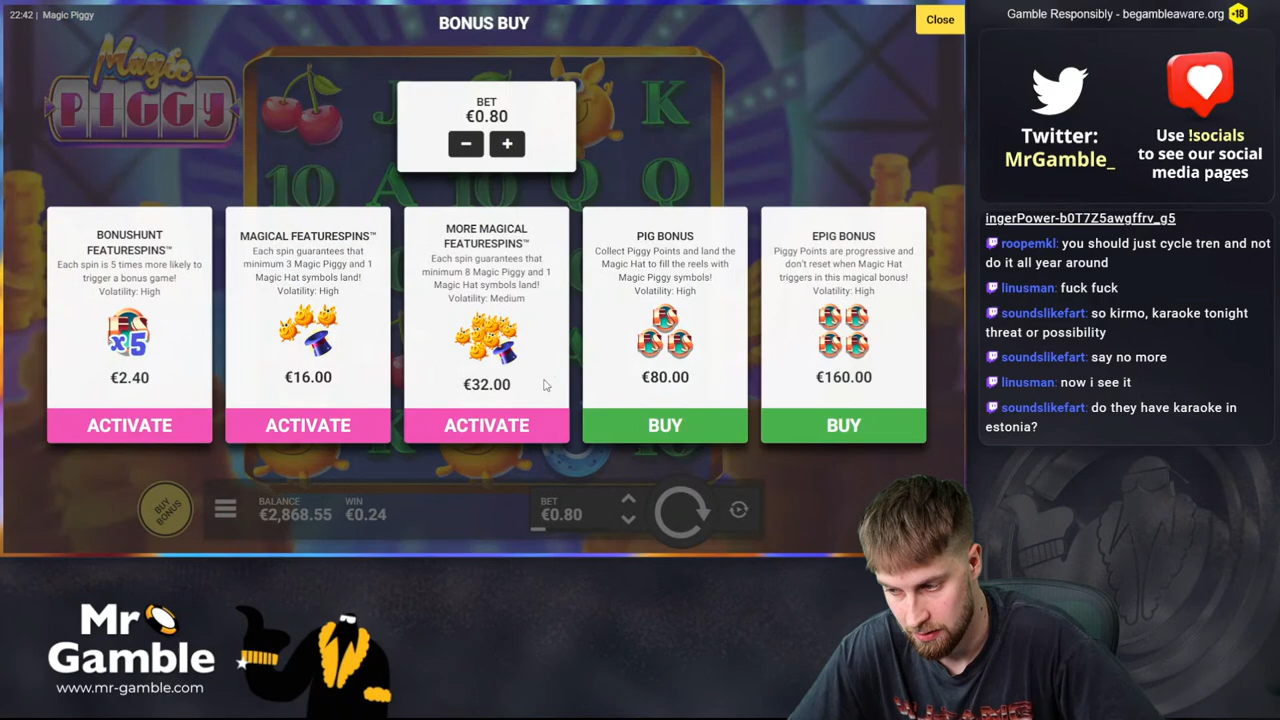 22:42 | Magic Piggy
BONUS BUY
Close
Magic
PIGGY
BET
€0.80
−
+
K
10
A
10
Q
Q
BONUSHUNT
FEATURESPINS™
Each spin is 5 times more likely to
trigger a bonus game!
Volatility: High
x5
€2.40
ACTIVATE
MAGICAL FEATURESPINS™
Each spin guarantees that
minimum 3 Magic Piggy and 1
Magic Hat symbols land!
Volatility: High
€16.00
ACTIVATE
MORE MAGICAL
FEATURESPINS™
Each spin guarantees that
minimum 8 Magic Piggy and 1
Magic Hat symbols land!
Volatility: Medium
€32.00
ACTIVATE
PIG BONUS
Collect Piggy Points and land the
Magic Hat to fill the reels with
Magic Piggy symbols!
Volatility: High
€80.00
BUY
EPIG BONUS
Piggy Points are progressive and
don't reset when Magic Hat
triggers in this magical bonus!
Volatility: High
€160.00
BUY
BUY
BONUS
BALANCE
€2,868.55
WIN
€0.24
BET
€0.80
Mr
Gamble
www.mr-gamble.com
Gamble Responsibly - begambleaware.org +18
Twitter:
MrGamble_
Use !socials
to see our social
media pages
ingerPower-b0T7Z5awgffrv_g5
roopemkl: you should just cycle tren and not
do it all year around
linusman: fuck fuck
soundslikefart: so kirmo, karaoke tonight
threat or possibility
soundslikefart: say no more
linusman: now i see it
soundslikefart: do they have karaoke in
estonia?